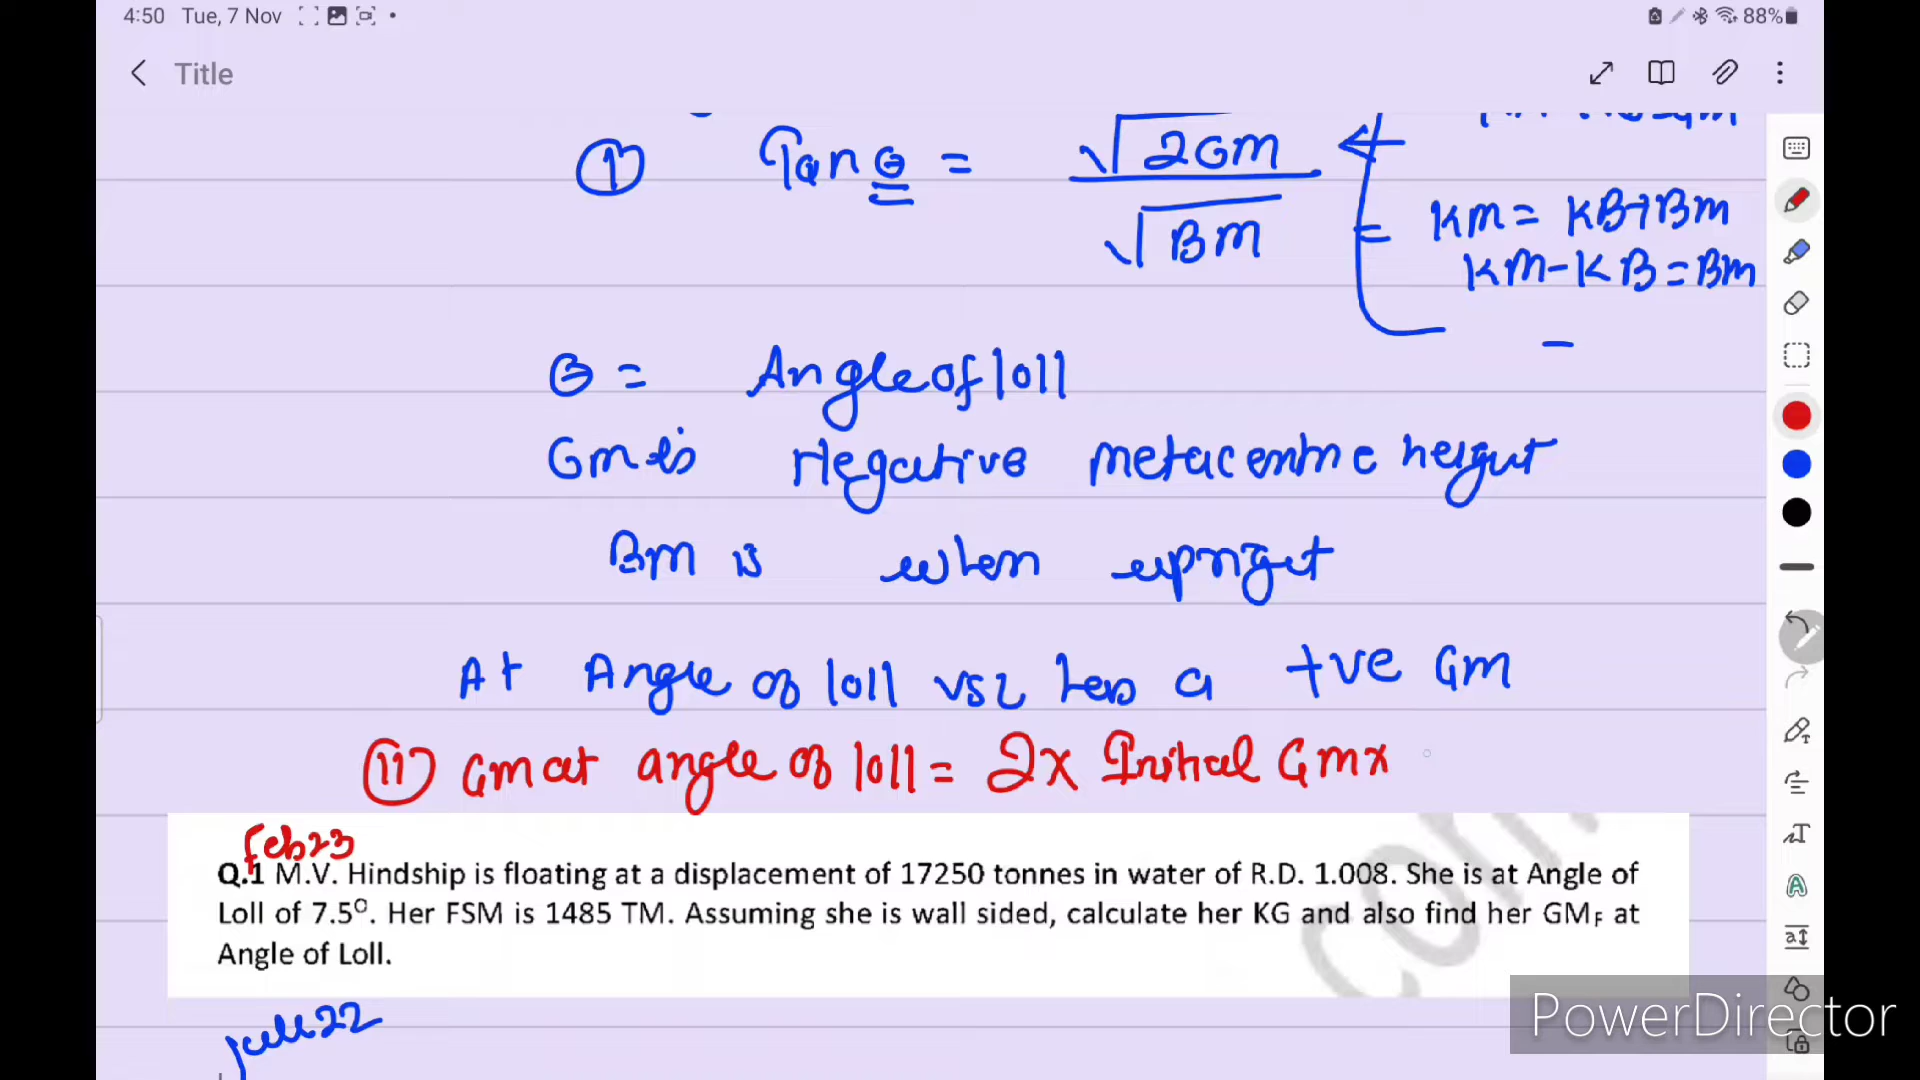 4:50 Tue, 7 Nov
88%
Title
① Tan θ = √2GM / √BM
KM = KB+BM
KM-KB=BM
θ = Angle of loll
GM is Negative metacentric height
BM is when upright
At Angle of loll vsl has a +ve GM
(II) GM at angle of loll = 2x Initial GM x
Feb 23
Q.1 M.V. Hindship is floating at a displacement of 17250 tonnes in water of R.D. 1.008. She is at Angle of
Loll of 7.5⁰. Her FSM is 1485 TM. Assuming she is wall sided, calculate her KG and also find her GMF at
Angle of Loll.
PowerDirector